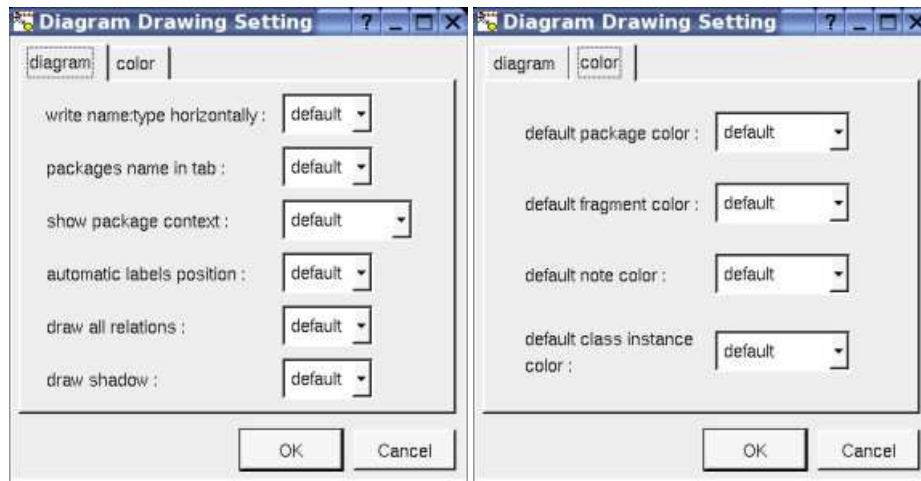 Diagram Drawing Setting ? _ □ X
diagram color
write name:type horizontally : default
packages name in tab : default
show package context : default
automatic labels position : default
draw all relations : default
draw shadow : default
OK Cancel
Diagram Drawing Setting ? _ □ X
diagram color
default package color : default
default fragment color : default
default note color : default
default class instance
color : default
OK Cancel